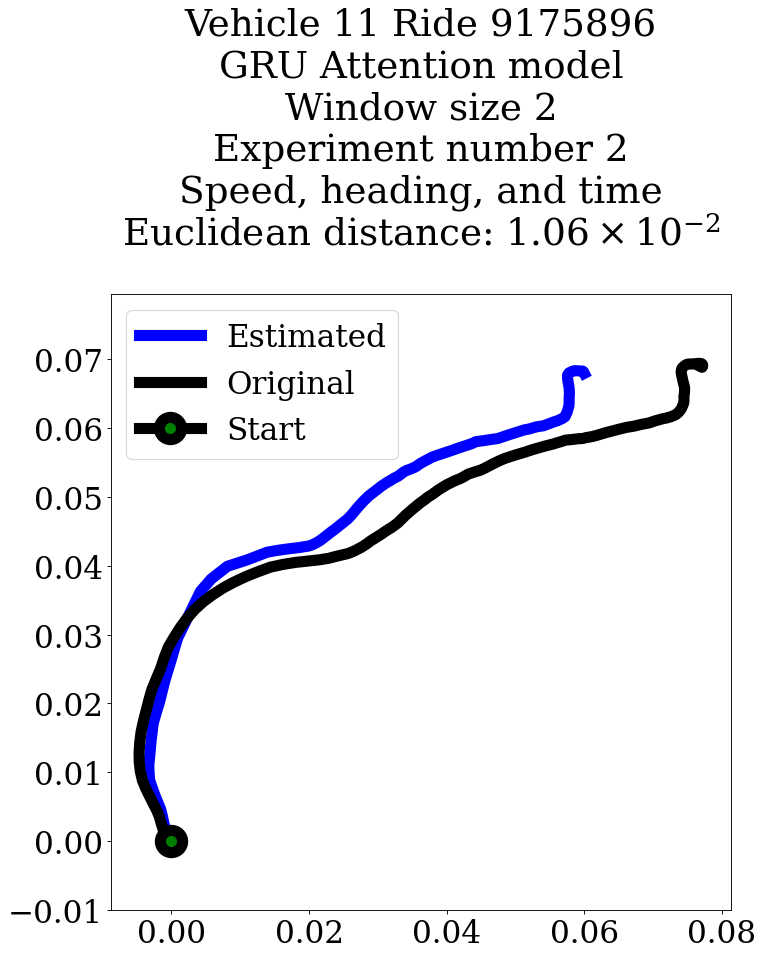 Vehicle 11 Ride 9175896
GRU Attention model
Window size 2
Experiment number 2
Speed, heading, and time
Euclidean distance: 1.06 × 10⁻²
Estimated
Original
Start
0.07
0.06
0.05
0.04
0.03
0.02
0.01
0.00
−0.01
0.00 0.02 0.04 0.06 0.08